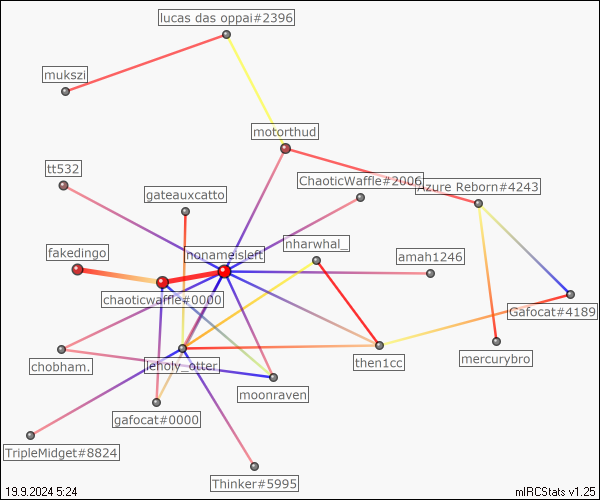 lucas das oppai#2396
mukszi
motorthud
tt532
ChaoticWaffle#2006
Azure Reborn#4243
gateauxcatto
nharwhal_
fakedingo
nonameisleft
amah1246
chaoticwaffle#0000
Gafocat#4189
chobham.
leholy_otter
then1cc
mercurybro
moonraven
gafocat#0000
TripleMidget#8824
Thinker#5995
19.9.2024 5:24
mIRCStats v1.25